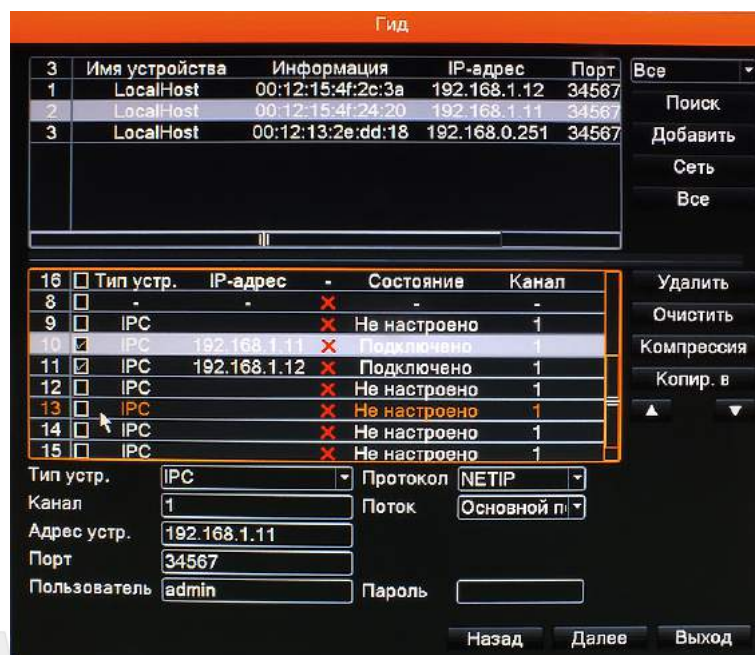 Гид
3 Имя устройства Информация IP-адрес Порт
1 LocalHost 00:12:15:4f:2c:3a 192.168.1.12 34567
2 LocalHost 00:12:15:4f:24:20 192.168.1.11 34567
3 LocalHost 00:12:13:2e:dd:18 192.168.0.251 34567
Все
Поиск
Добавить
Сеть
Все
16 Тип устр. IP-адрес - Состояние Канал
8 - - - -
9 IPC Не настроено 1
10 IPC 192.168.1.11 Подключено 1
11 IPC 192.168.1.12 Подключено 1
12 IPC Не настроено 1
13 IPC Не настроено 1
14 IPC Не настроено 1
15 IPC Не настроено 1
Удалить
Очистить
Компрессия
Копир. в
Тип устр. IPC Протокол NETIP
Канал 1 Поток Основной п
Адрес устр. 192.168.1.11
Порт 34567
Пользователь admin Пароль
Назад Далее Выход